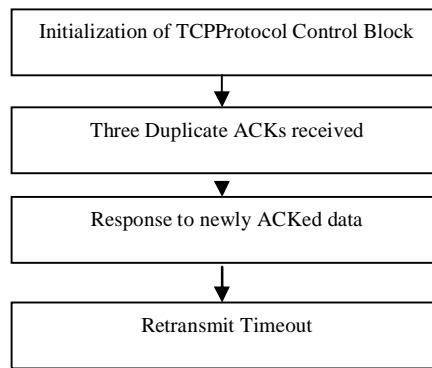 Initialization of TCPProtocol Control Block
Three Duplicate ACKs received
Response to newly ACKed data
Retransmit Timeout